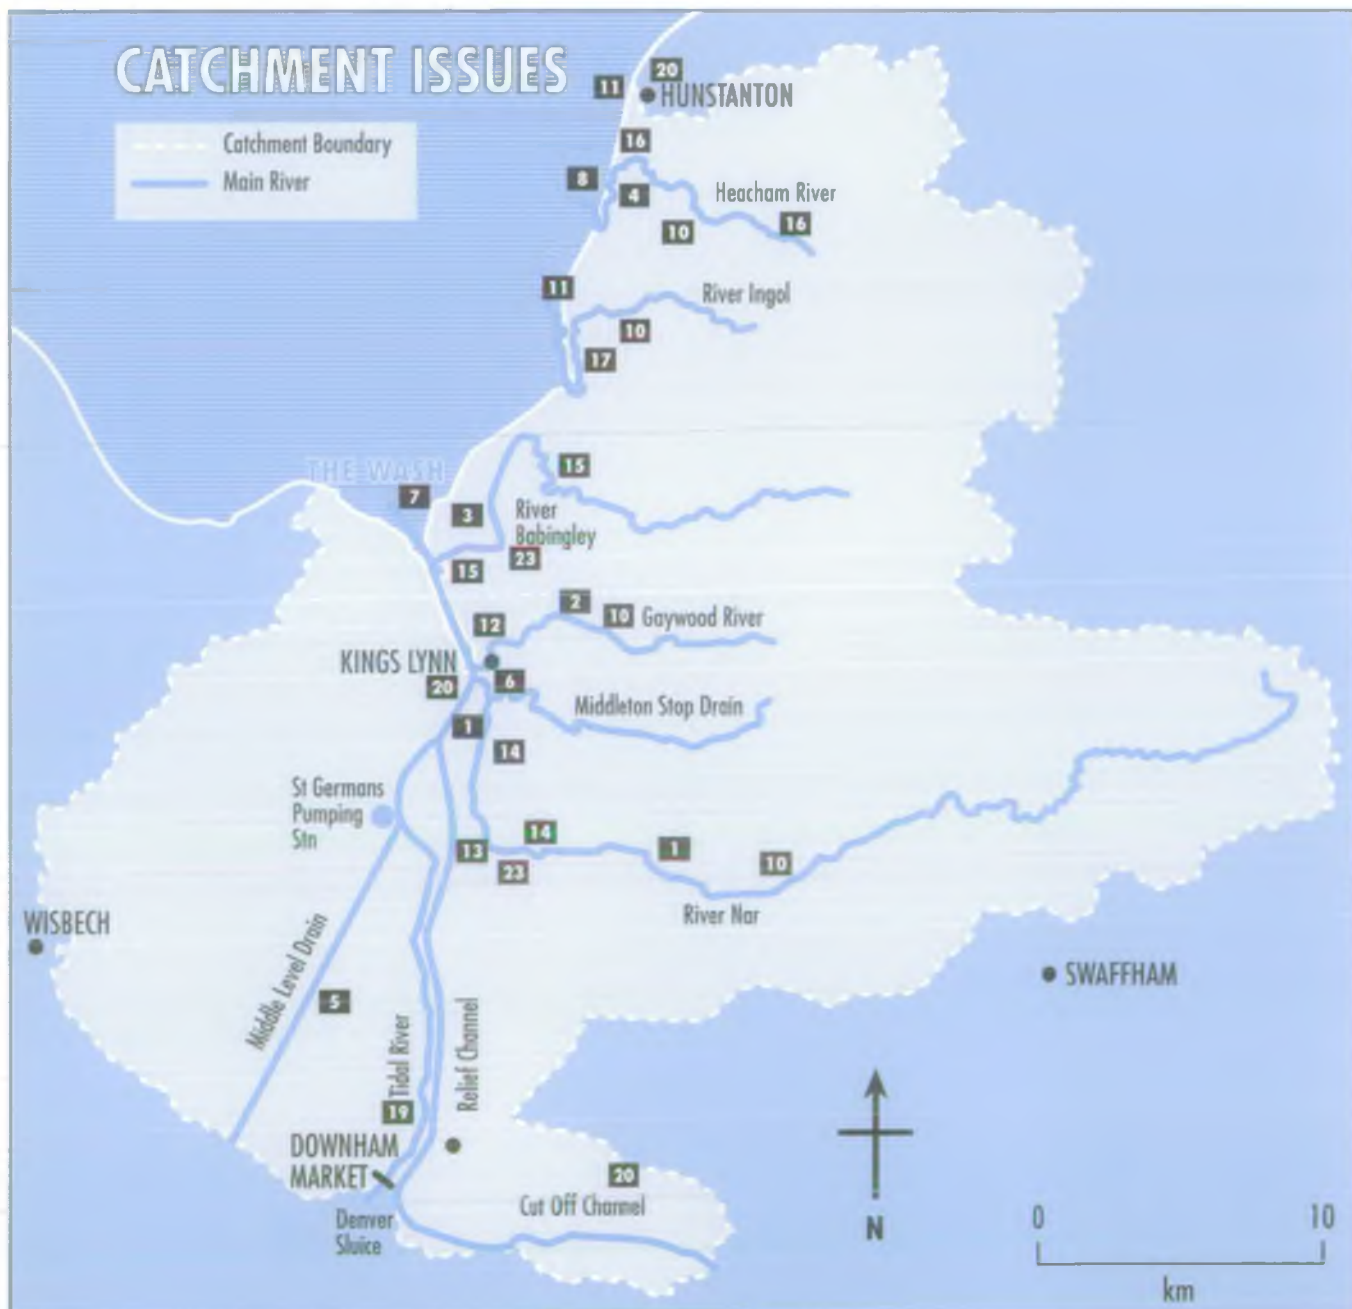 CATCHMENT ISSUES
Catchment Boundary
Main River
20
11
HUNSTANTON
16
8
4
Heacham River
10
16
11
River Ingol
10
17
THE WASH
15
7
3
River
Babingley
23
15
2
10
Gaywood River
12
KINGS LYNN
20
6
Middleton Stop Drain
1
14
St Germans
Pumping
Stn
13
14
23
1
10
River Nar
WISBECH
SWAFFHAM
Middle Level Drain
5
Tidal River
Relief Channel
19
DOWNHAM
MARKET
20
Cut Off Channel
Denver
Sluice
N
0
10
km